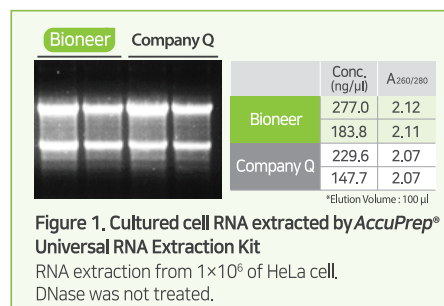 Bioneer Company Q
Conc. (ng/μl) A260/280
Bioneer 277.0 2.12
183.8 2.11
Company Q 229.6 2.07
147.7 2.07
*Elution Volume : 100 μl
Figure 1. Cultured cell RNA extracted by AccuPrep®
Universal RNA Extraction Kit
RNA extraction from 1×10⁶ of HeLa cell.
DNase was not treated.